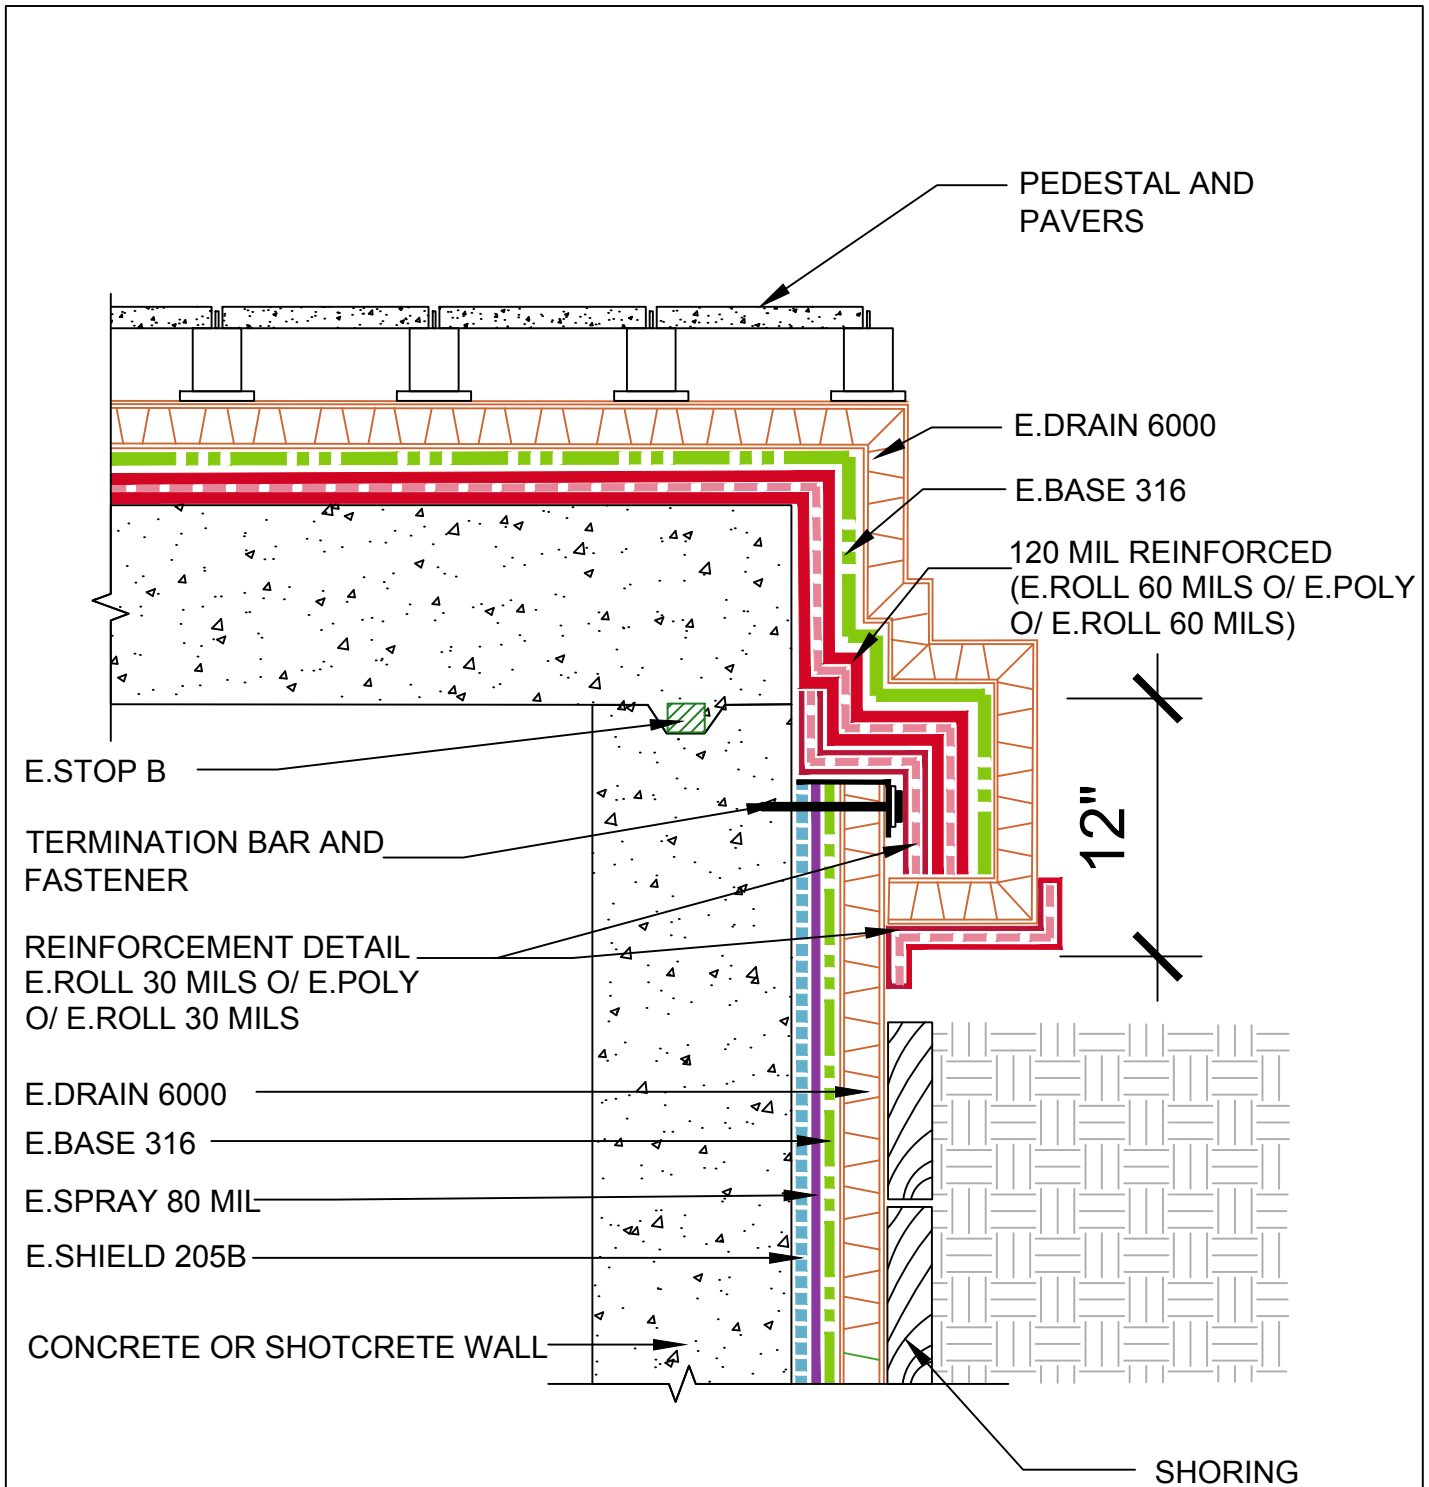 PEDESTAL AND
PAVERS
E.DRAIN 6000
E.BASE 316
120 MIL REINFORCED
(E.ROLL 60 MILS O/ E.POLY
O/ E.ROLL 60 MILS)
12"
E.STOP B
TERMINATION BAR AND
FASTENER
REINFORCEMENT DETAIL
E.ROLL 30 MILS O/ E.POLY
O/ E.ROLL 30 MILS
E.DRAIN 6000
E.BASE 316
E.SPRAY 80 MIL
E.SHIELD 205B
CONCRETE OR SHOTCRETE WALL
SHORING